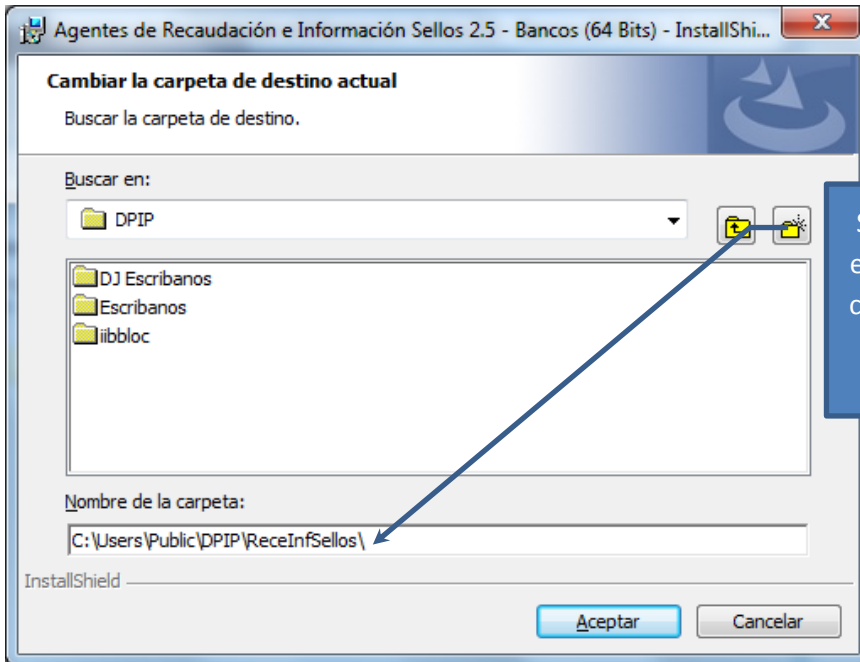 Agentes de Recaudación e Información Sellos 2.5 - Bancos (64 Bits) - InstallShi...
Cambiar la carpeta de destino actual
Buscar la carpeta de destino.
Buscar en:
DPIP
DJ Escribanos
Escribanos
iibbloc
Nombre de la carpeta:
C:\Users\Public\DPIP\ReceInfSellos\
InstallShield
Aceptar
Cancelar